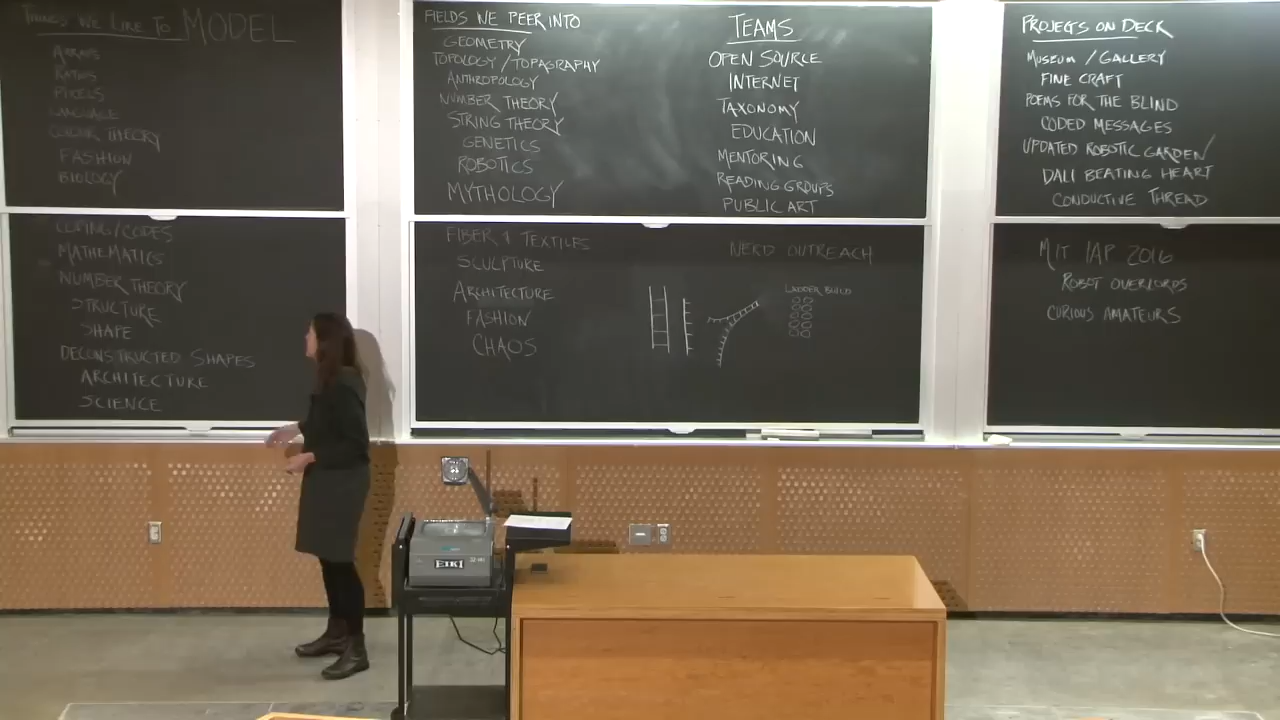 THINGS WE LIKE TO MODEL
ARRAYS
RATIOS
PIXELS
LANGUAGE
COLOR THEORY
FASHION
BIOLOGY
CODING/CODES
MATHEMATICS
NUMBER THEORY
STRUCTURE
SHAPE
DECONSTRUCTED SHAPES
ARCHITECTURE
SCIENCE
FIELDS WE PEER INTO
GEOMETRY
TOPOLOGY/TOPAGRAPHY
ANTHROPOLOGY
NUMBER THEORY
STRING THEORY
GENETICS
ROBOTICS
MYTHOLOGY
FIBER & TEXTILES
SCULPTURE
ARCHITECTURE
FASHION
CHAOS
TEAMS
OPEN SOURCE
INTERNET
TAXONOMY
EDUCATION
MENTORING
READING GROUPS
PUBLIC ART
NERD OUTREACH
LADDER BUILD
PROJECTS ON DECK
MUSEUM/GALLERY
FINE CRAFT
POEMS FOR THE BLIND
CODED MESSAGES
UPDATED ROBOTIC GARDEN/
DALI BEATING HEART
CONDUCTIVE THREAD
MIT IAP 2016
ROBOT OVERLORDS
CURIOUS AMATEURS
EIKI